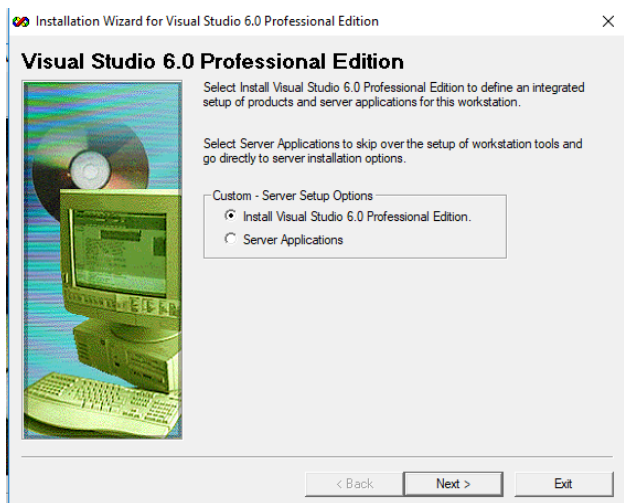 Installation Wizard for Visual Studio 6.0 Professional Edition
Visual Studio 6.0 Professional Edition
Select Install Visual Studio 6.0 Professional Edition to define an integrated
setup of products and server applications for this workstation.
Select Server Applications to skip over the setup of workstation tools and
go directly to server installation options.
Custom - Server Setup Options
Install Visual Studio 6.0 Professional Edition.
Server Applications
< Back
Next >
Exit